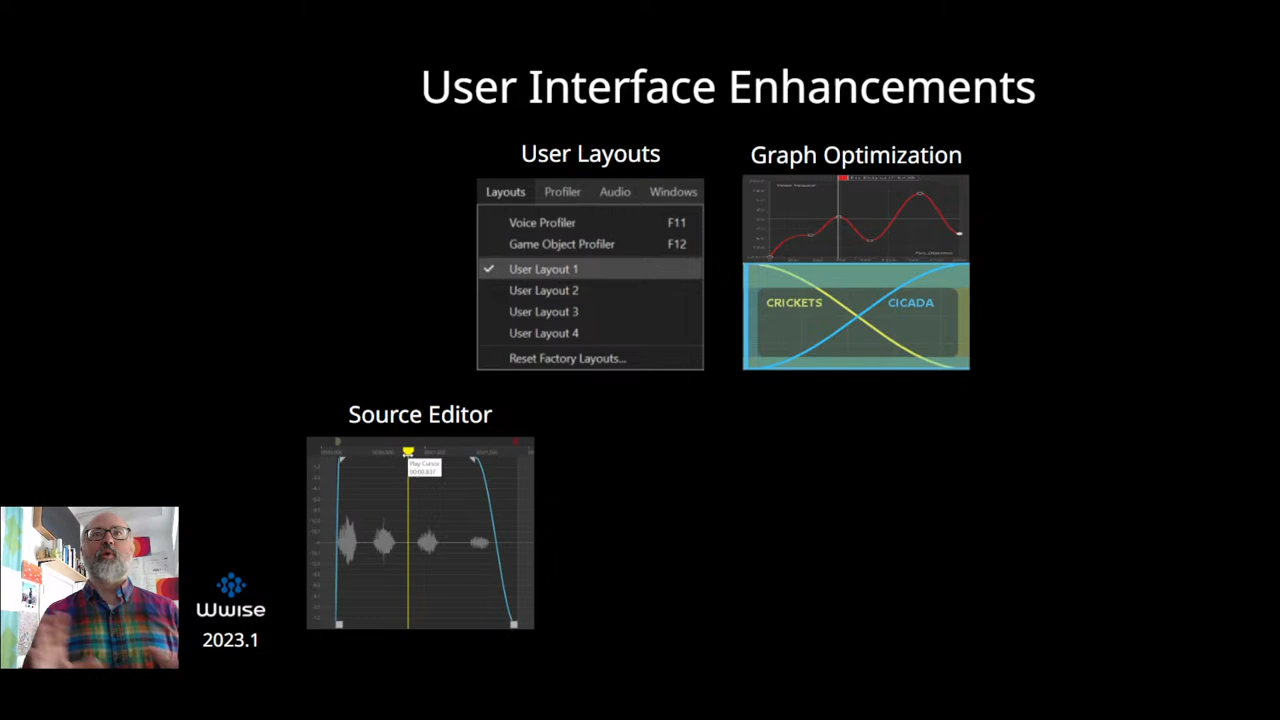 User Interface Enhancements
User Layouts
Layouts Profiler Audio Windows
Voice Profiler F11
Game Object Profiler F12
User Layout 1
User Layout 2
User Layout 3
User Layout 4
Reset Factory Layouts...
Graph Optimization
CRICKETS CICADA
Source Editor
Play Cursor
wwise
2023.1